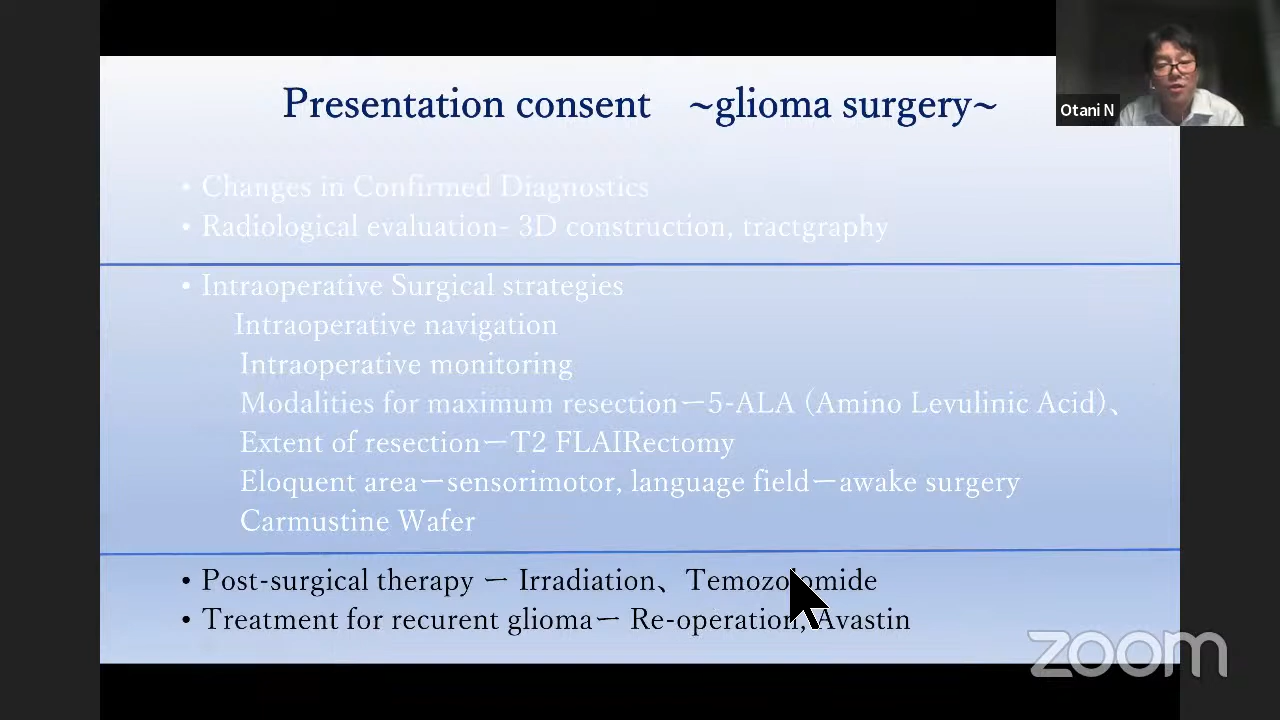 Presentation consent ~glioma surgery~
Otani N
• Changes in Confirmed Diagnostics
• Radiological evaluation- 3D construction, tractgraphy
• Intraoperative Surgical strategies
Intraoperative navigation
Intraoperative monitoring
Modalities for maximum resection－5-ALA (Amino Levulinic Acid)、
Extent of resection－T2 FLAIRectomy
Eloquent area－sensorimotor, language field－awake surgery
Carmustine Wafer
• Post-surgical therapy － Irradiation、Temozolomide
• Treatment for recurent glioma－ Re-operation, Avastin
zoom